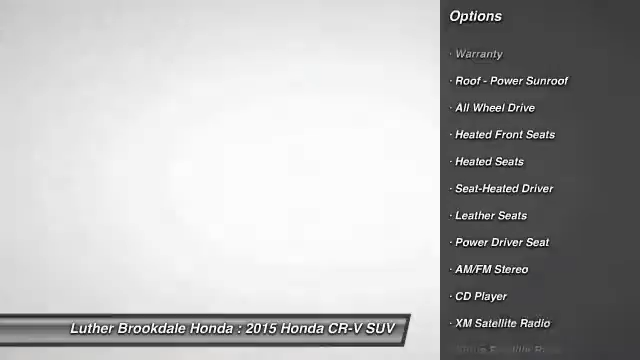 Options
· Warranty
· Roof - Power Sunroof
· All Wheel Drive
· Heated Front Seats
· Heated Seats
· Seat-Heated Driver
· Leather Seats
· Power Driver Seat
· AM/FM Stereo
· CD Player
· XM Satellite Radio
Luther Brookdale Honda : 2015 Honda CR-V SUV